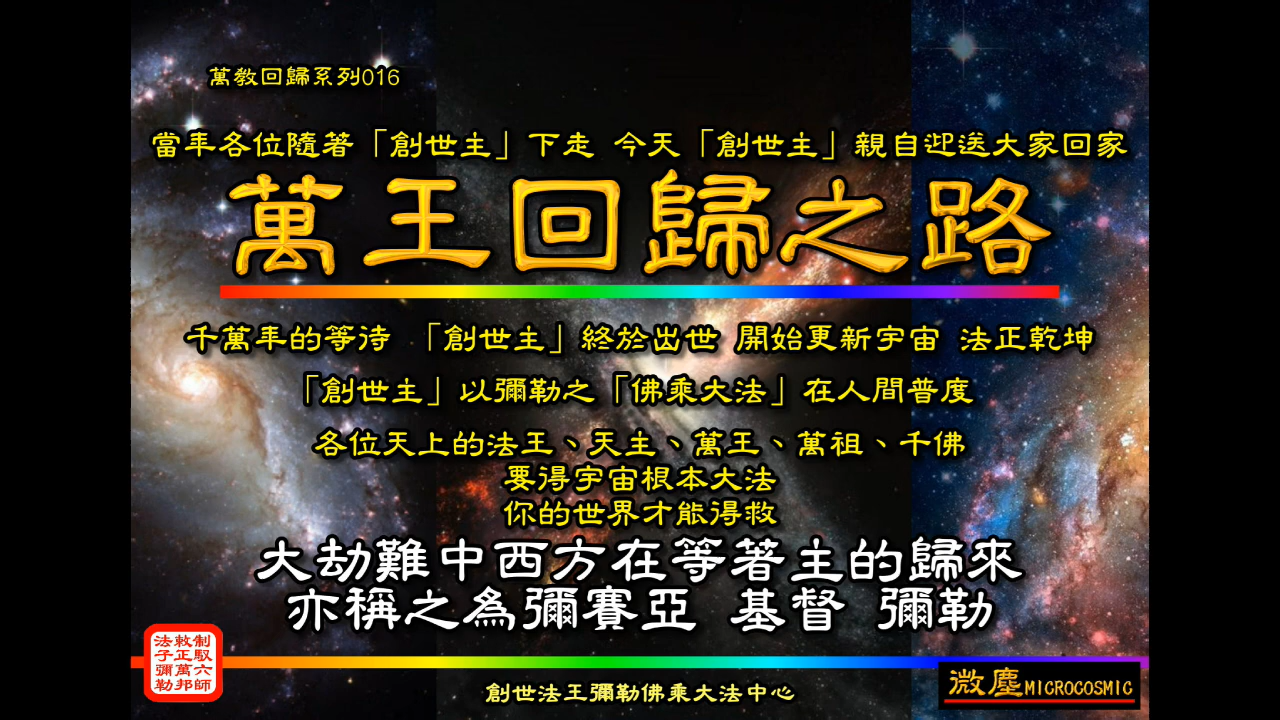 萬教回歸系列016
當年各位隨著「創世主」下走 今天「創世主」親自迎送大家回家
萬王回歸之路
千萬年的等待 「創世主」終於出世 開始更新宇宙 法正乾坤
「創世主」以彌勒之「佛乘大法」在人間普度
各位天上的法王、天主、萬王、萬祖、千佛
要得宇宙根本大法
你的世界才能得救
大劫難中西方在等著主的歸來
亦稱之為彌賽亞 基督 彌勒
制馭六師
敕正萬邦
法子彌勒
微塵MICROCOSMIC
創世法王彌勒佛乘大法中心